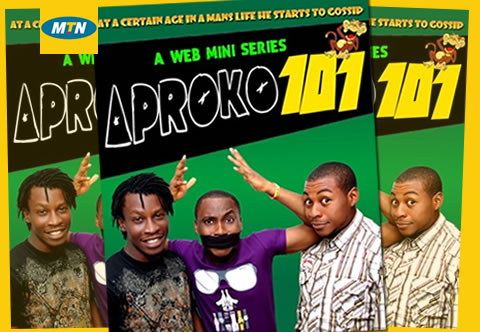 AT A CERTAIN AGE IN A MANS LIFE HE STARTS TO GOSSIP
MTN
A WEB MINI SERIES
APROKO 101